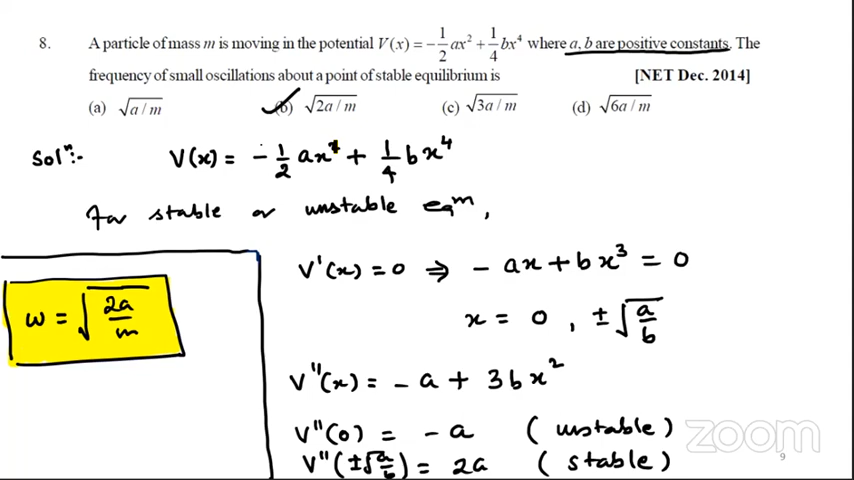 8. A particle of mass m is moving in the potential V(x) = -1/2 ax² + 1/4 bx⁴ where a, b are positive constants. The
frequency of small oscillations about a point of stable equilibrium is [NET Dec. 2014]
(a) √a/m (b) √2a/m (c) √3a/m (d) √6a/m
Solⁿ:- V(x) = -1/2 ax² + 1/4 bx⁴
For stable or unstable eqᵐ,
V'(x) = 0 ⇒ - ax + bx³ = 0
ω = √2a/m
x = 0, ±√a/b
V''(x) = - a + 3bx²
V''(0) = - a (unstable)
V''(±√a/b) = 2a (stable)
zoom
9